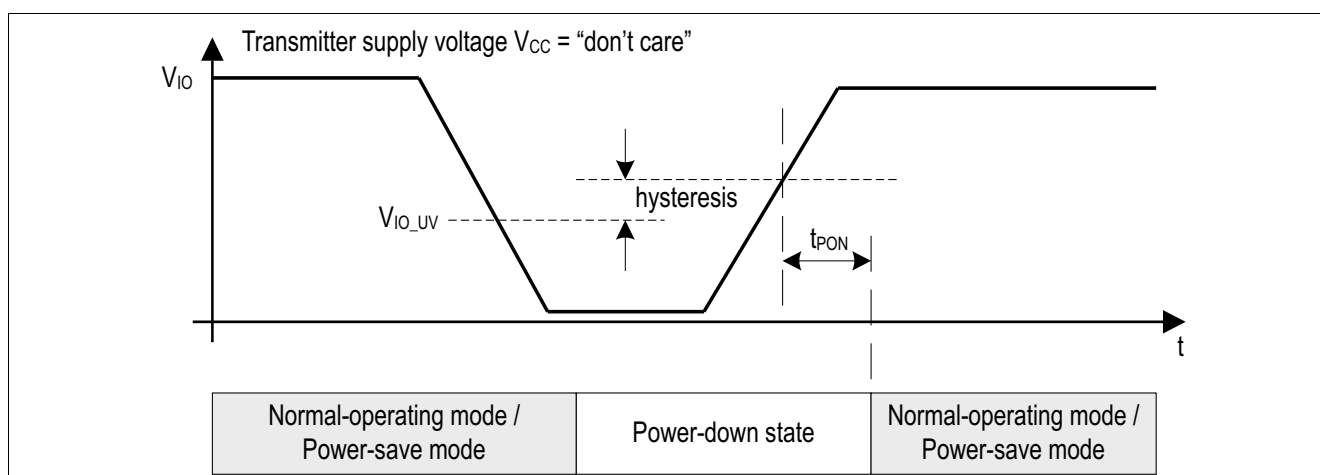 Transmitter supply voltage VCC = “don’t care”
VIO
hysteresis
VIO_UV
tPON
t
Normal-operating mode /
Power-save mode
Power-down state
Normal-operating mode /
Power-save mode